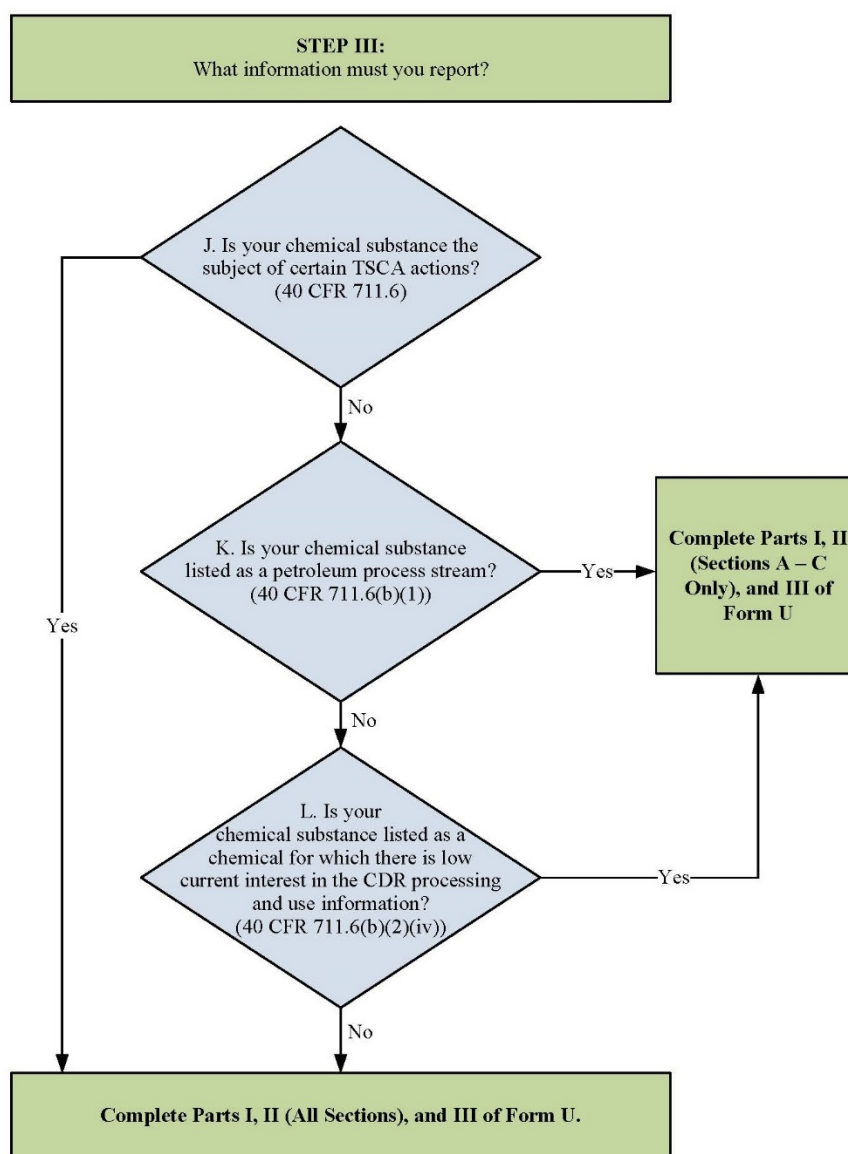 STEP III:
What information must you report?
J. Is your chemical substance the
subject of certain TSCA actions?
(40 CFR 711.6)
No
K. Is your chemical substance
listed as a petroleum process stream?
(40 CFR 711.6(b)(1))
Yes
Complete Parts I, II
(Sections A – C
Only), and III of
Form U
Yes
No
L. Is your
chemical substance listed as a
chemical for which there is low
current interest in the CDR processing
and use information?
(40 CFR 711.6(b)(2)(iv))
Yes
No
Complete Parts I, II (All Sections), and III of Form U.